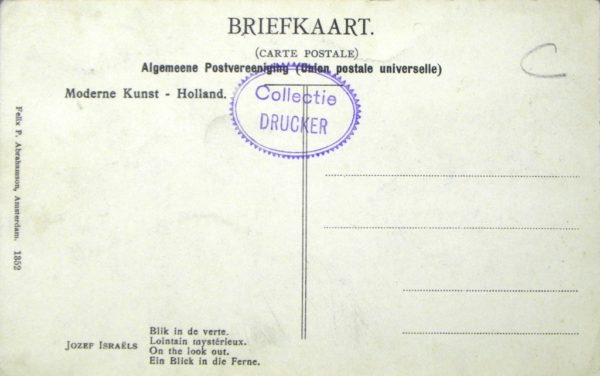 BRIEFKAART.
(CARTE POSTALE)
Algemeene Postvereeniging (Union postale universelle)
Moderne Kunst - Holland.
Collectie
DRUCKER
Felix P. Abrahamson, Amsterdam. 1352
JOZEF ISRAËLS
Blik in de verte.
Lointain mystérieux.
On the look out.
Ein Blick in die Ferne.